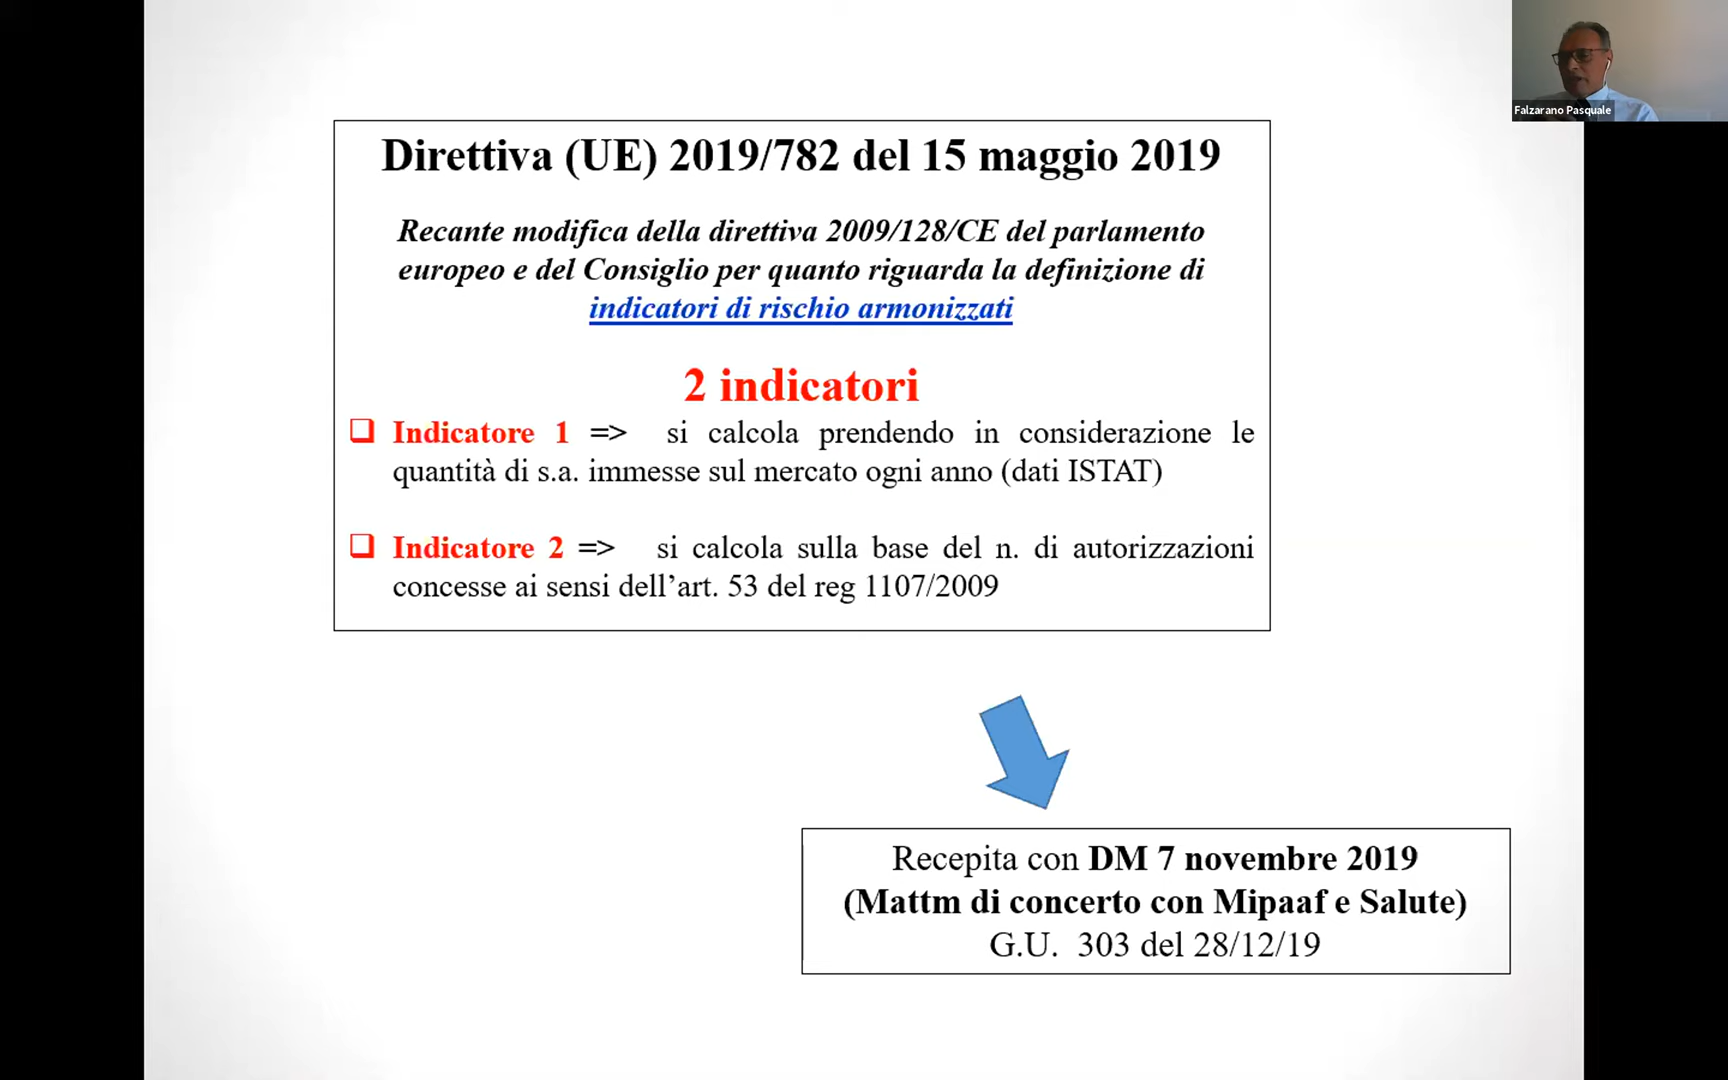 Falzarano Pasquale
Direttiva (UE) 2019/782 del 15 maggio 2019
Recante modifica della direttiva 2009/128/CE del parlamento
europeo e del Consiglio per quanto riguarda la definizione di
indicatori di rischio armonizzati
2 indicatori
❑ Indicatore 1 => si calcola prendendo in considerazione le
quantità di s.a. immesse sul mercato ogni anno (dati ISTAT)
❑ Indicatore 2 => si calcola sulla base del n. di autorizzazioni
concesse ai sensi dell’art. 53 del reg 1107/2009
Recepita con DM 7 novembre 2019
(Mattm di concerto con Mipaaf e Salute)
G.U. 303 del 28/12/19